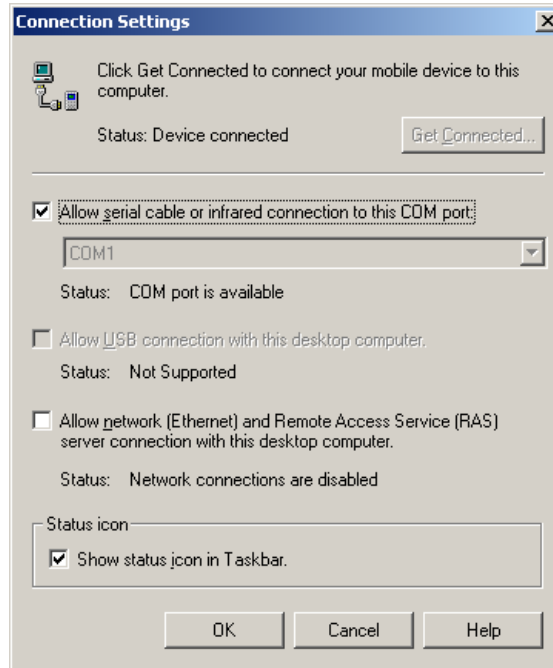 Connection Settings
Click Get Connected to connect your mobile device to this
computer.
Status: Device connected
Get Connected...
Allow serial cable or infrared connection to this COM port:
COM1
Status: COM port is available
Allow USB connection with this desktop computer.
Status: Not Supported
Allow network (Ethernet) and Remote Access Service (RAS)
server connection with this desktop computer.
Status: Network connections are disabled
Status icon
Show status icon in Taskbar.
OK Cancel Help